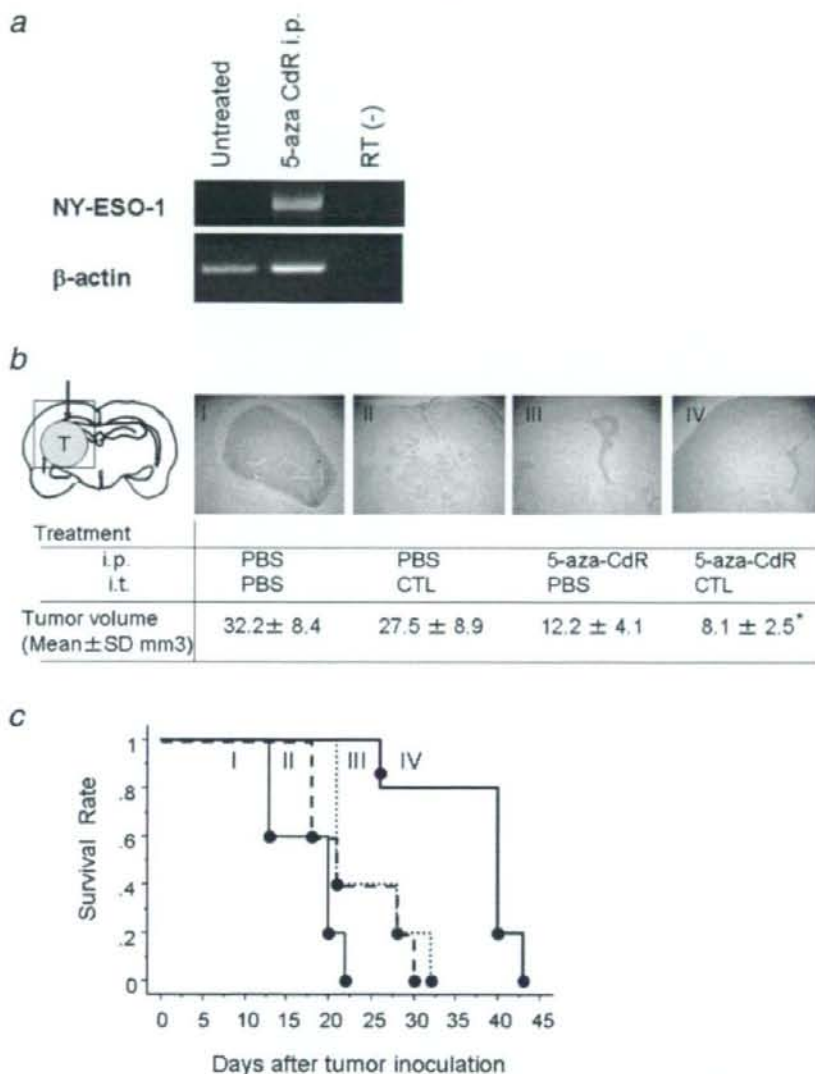 a
Untreated
5-aza CdR i.p.
RT (-)
NY-ESO-1
β-actin
b
T
I
II
III
IV
Treatment
i.p. PBS PBS 5-aza-CdR 5-aza-CdR
i.t. PBS CTL PBS CTL
Tumor volume
(Mean±SD mm3) 32.2± 8.4 27.5 ± 8.9 12.2 ± 4.1 8.1 ± 2.5*
c
I II III IV
1
.8
.6
.4
.2
0
Survival Rate
0 5 10 15 20 25 30 35 40 45
Days after tumor inoculation